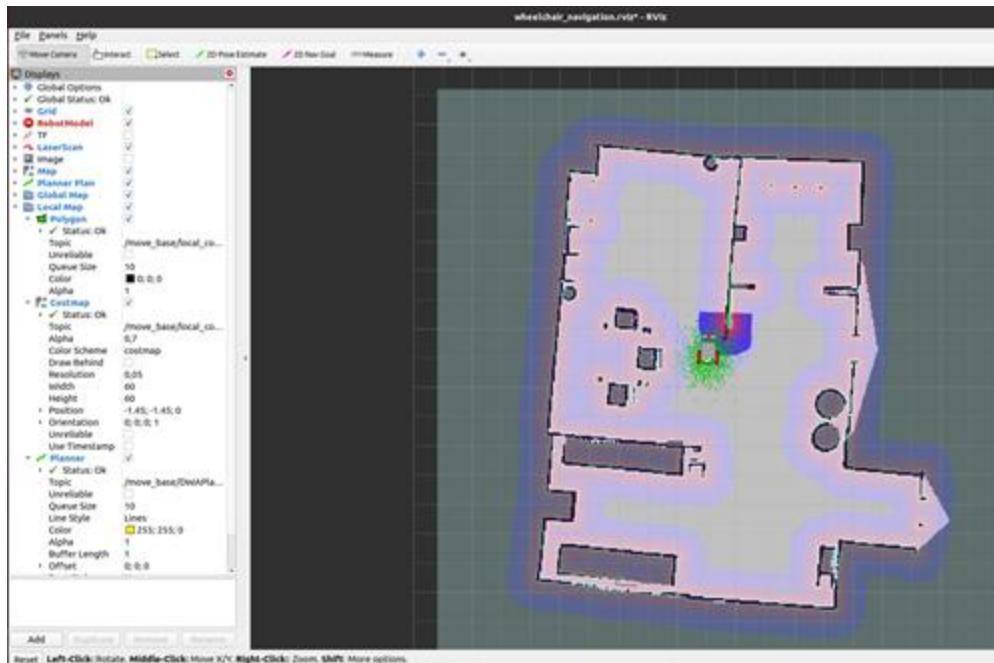 wheelchair_navigation.rviz* - RViz
File Panels Help
Move Camera Interact Select 2D Pose Estimate 2D Nav Goal Measure
Displays
Global Options
Global Status: Ok
Grid
RobotModel
TF
LaserScan
Image
Map
Planner Plan
Global Map
Local Map
Polygon
Status: Ok
Topic /move_base/local_co...
Unreliable
Queue Size 10
Color 0; 0; 0
Alpha 1
Costmap
Status: Ok
Topic /move_base/local_co...
Alpha 0,7
Color Scheme costmap
Draw Behind
Resolution 0,05
Width 60
Height 60
Position -1.45; -1.45; 0
Orientation 0; 0; 0; 1
Unreliable
Use Timestamp
Planner
Status: Ok
Topic /move_base/DWAPla...
Unreliable
Queue Size 10
Line Style Lines
Color 255; 255; 0
Alpha 1
Buffer Length 1
Offset 0; 0; 0
Add Duplicate Remove Rename
Reset Left-Click: Rotate. Middle-Click: Move X/Y. Right-Click: Zoom. Shift: More options.